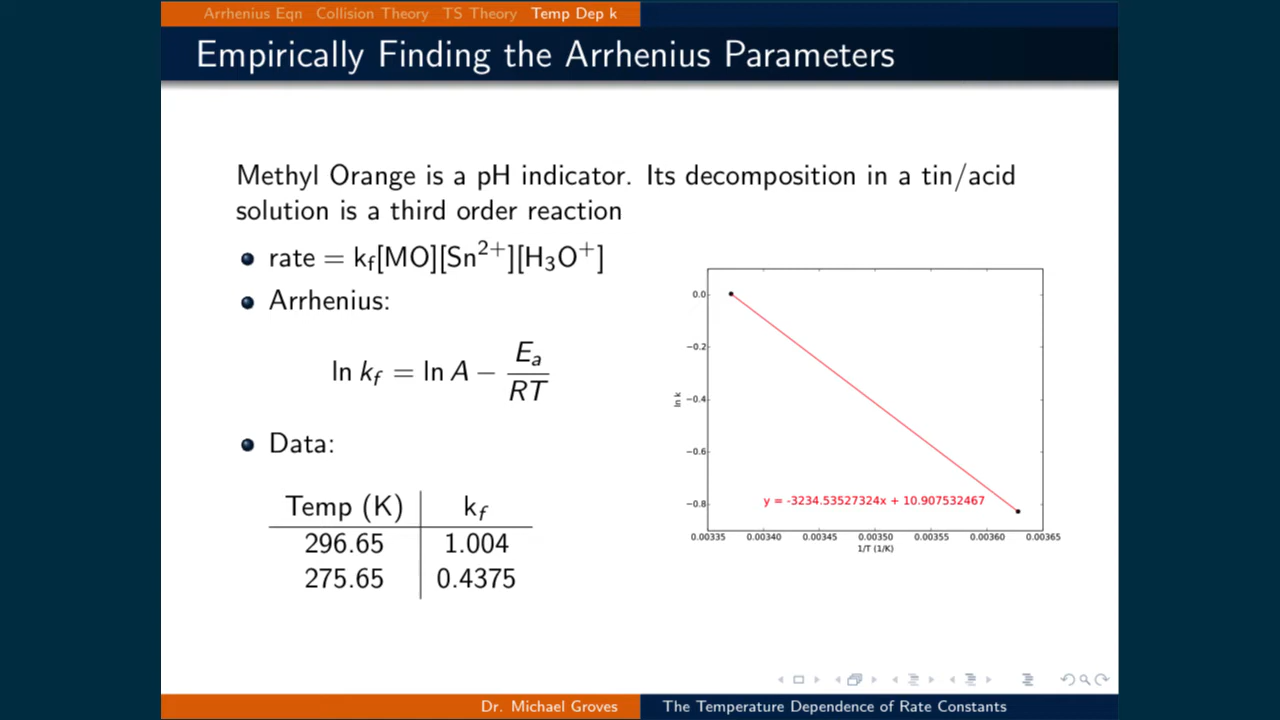 Arrhenius Eqn Collision Theory TS Theory Temp Dep k
Empirically Finding the Arrhenius Parameters
Methyl Orange is a pH indicator. Its decomposition in a tin/acid
solution is a third order reaction
rate = k_f[MO][Sn²⁺][H₃O⁺]
Arrhenius:
ln k_f = ln A − E_a/RT
Data:
Temp (K) k_f
296.65 1.004
275.65 0.4375
0.0
−0.2
−0.4
−0.6
−0.8
ln k
y = -3234.53527324x + 10.907532467
0.00335 0.00340 0.00345 0.00350 0.00355 0.00360 0.00365
1/T (1/K)
Dr. Michael Groves The Temperature Dependence of Rate Constants